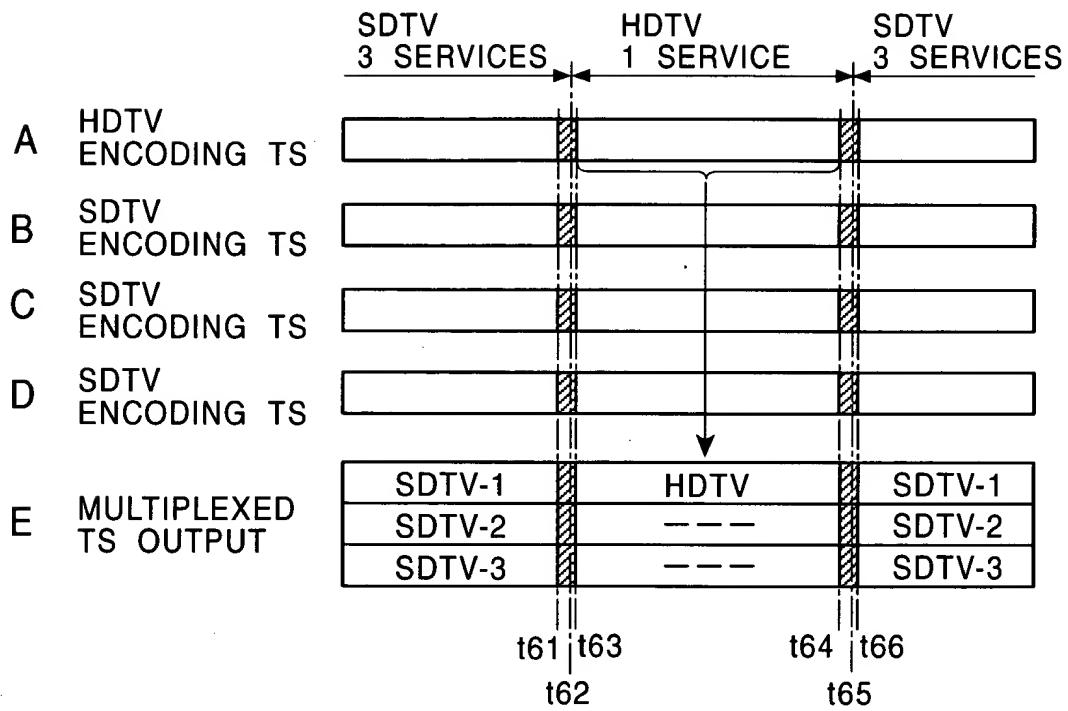 SDTV
3 SERVICES
HDTV
1 SERVICE
SDTV
3 SERVICES
A
HDTV
ENCODING TS
B
SDTV
ENCODING TS
C
SDTV
ENCODING TS
D
SDTV
ENCODING TS
E
MULTIPLEXED
TS OUTPUT
SDTV-1
HDTV
SDTV-1
SDTV-2
---
SDTV-2
SDTV-3
---
SDTV-3
t61
t63
t64
t66
t62
t65